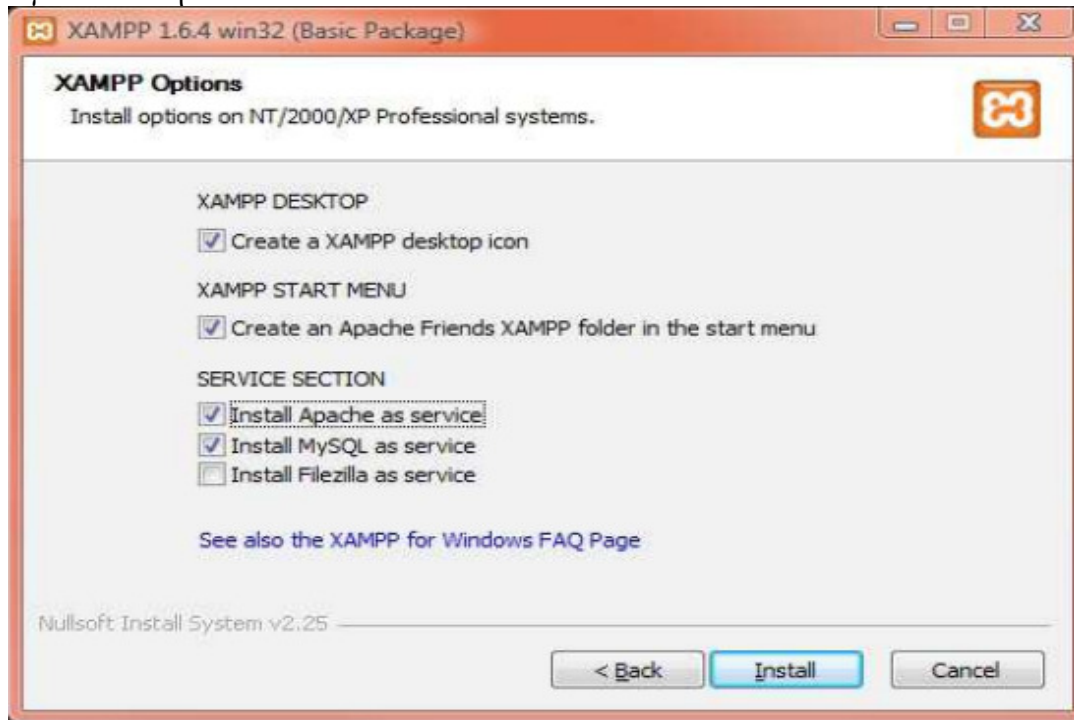 XAMPP 1.6.4 win32 (Basic Package)
XAMPP Options
Install options on NT/2000/XP Professional systems.
XAMPP DESKTOP
Create a XAMPP desktop icon
XAMPP START MENU
Create an Apache Friends XAMPP folder in the start menu
SERVICE SECTION
Install Apache as service
Install MySQL as service
Install Filezilla as service
See also the XAMPP for Windows FAQ Page
Nullsoft Install System v2.25
< Back Install Cancel